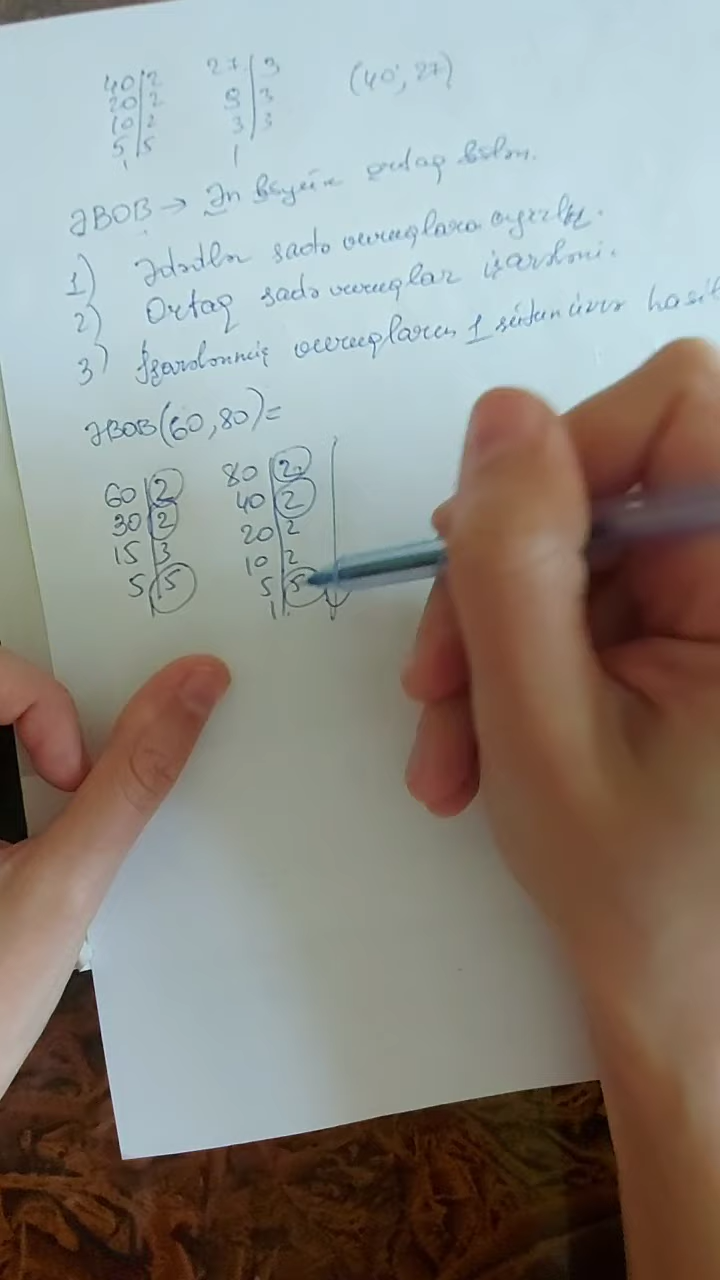 40|2 27|3 (40, 27)
20|2 9|3
10|2 3|3
5|5 1
1
ƏBOB → Ən böyük ortaq bölən.
1) Ədədlər sadə vuruqlara ayrılır.
2) Ortaq sadə vuruqlar işarələnir.
3) İşarələnmiş vuruqların 1 sütun üzrə hasil
ƏBOB(60,80)=
60|2 80|2
30|2 40|2
15|3 20|2
5|5 10|2
5|5
1